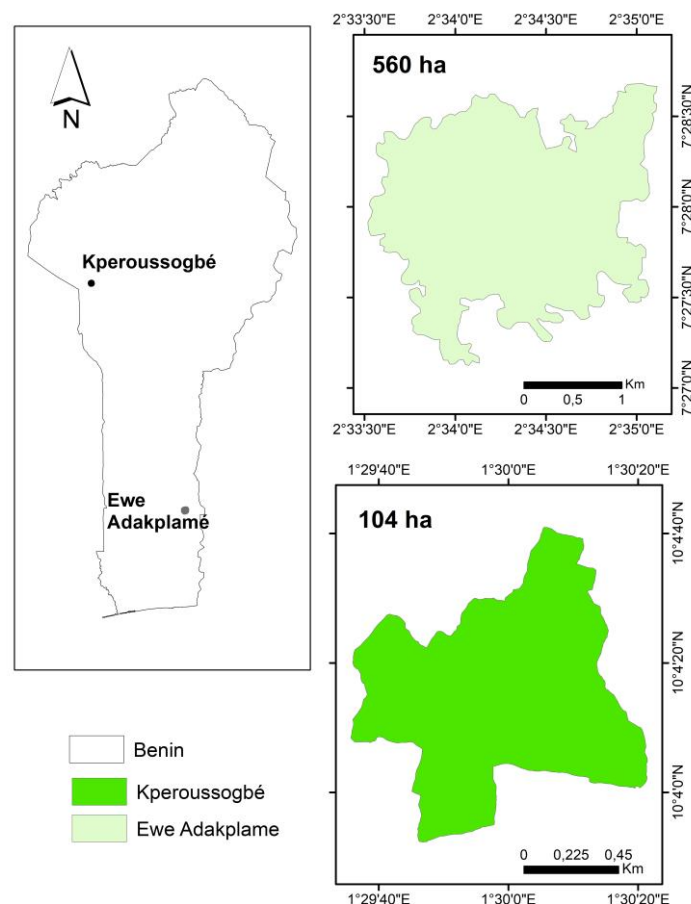 N
Kperoussogbé
Ewe
Adakplamé
Benin
Kperoussogbé
Ewe Adakplame
2°33'30"E 2°34'0"E 2°34'30"E 2°35'0"E
560 ha
7°28'30"N
7°28'0"N
7°27'30"N
7°27'0"N
Km
0 0,5 1
2°33'30"E 2°34'0"E 2°34'30"E 2°35'0"E
1°29'40"E 1°30'0"E 1°30'20"E
104 ha
10°4'40"N
10°4'20"N
10°4'0"N
0 0,225 0,45
Km
1°29'40"E 1°30'0"E 1°30'20"E